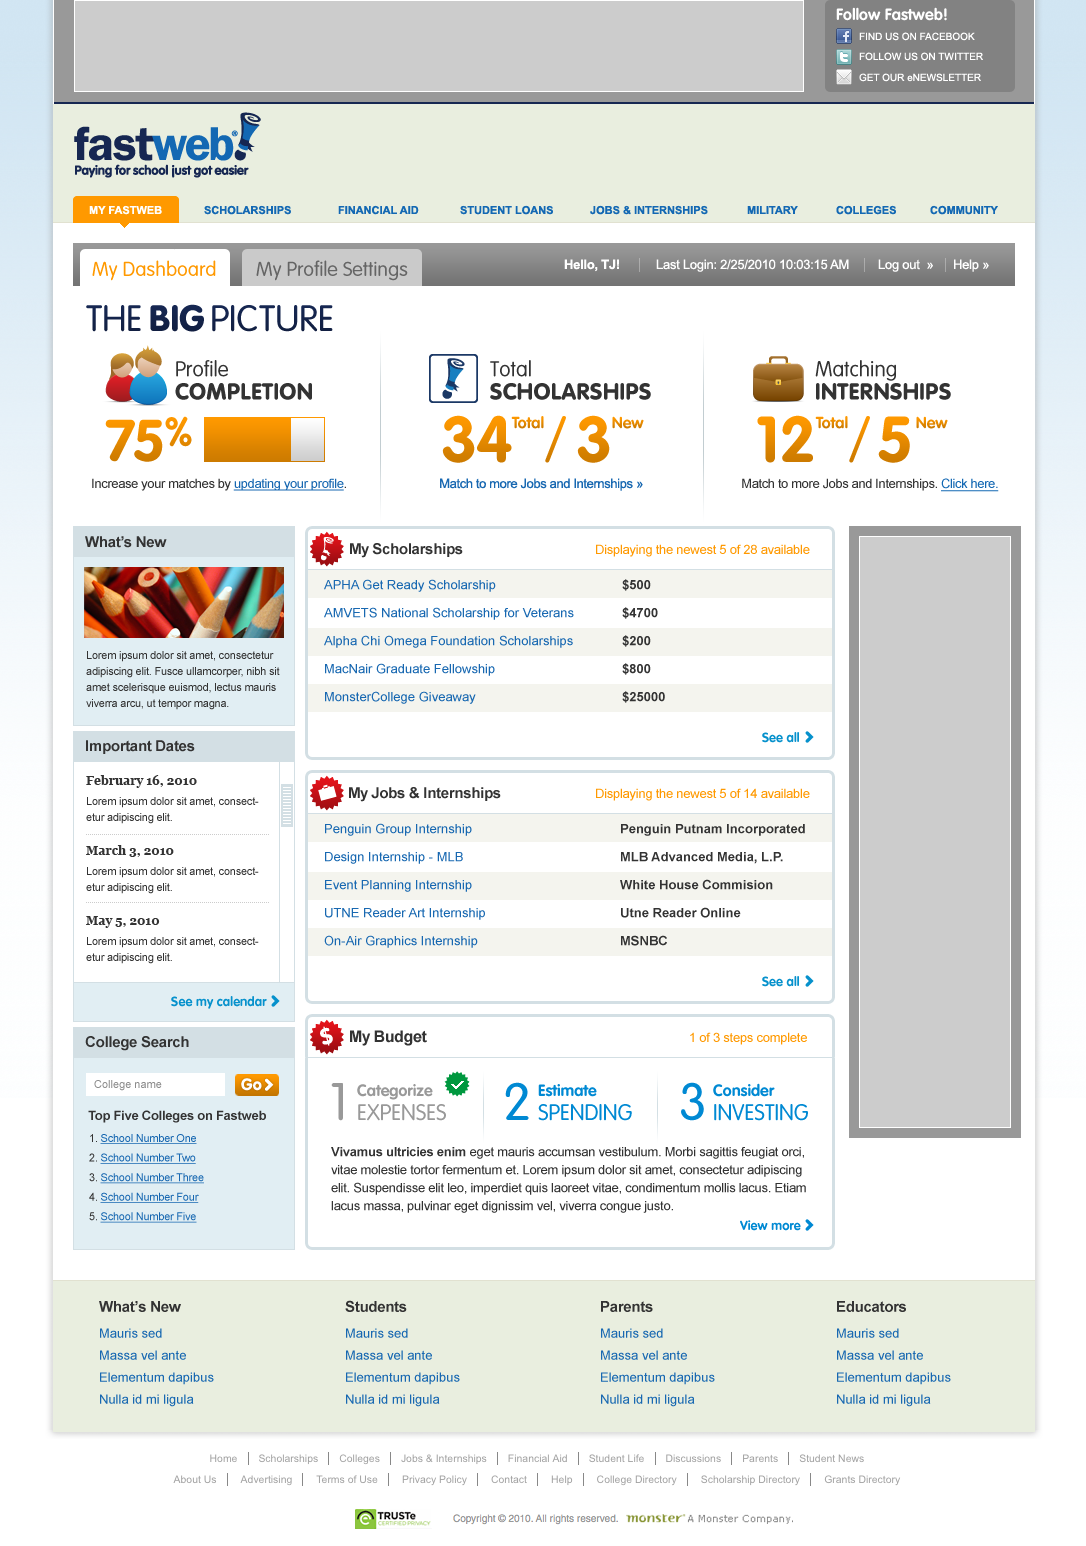 Follow Fastweb!
FIND US ON FACEBOOK
FOLLOW US ON TWITTER
GET OUR eNEWSLETTER
fastweb®
Paying for school just got easier
MY FASTWEB
SCHOLARSHIPS
FINANCIAL AID
STUDENT LOANS
JOBS & INTERNSHIPS
MILITARY
COLLEGES
COMMUNITY
My Dashboard
My Profile Settings
Hello, TJ!
Last Login: 2/25/2010 10:03:15 AM
Log out »
Help »
THE BIG PICTURE
Profile
COMPLETION
75%
Increase your matches by updating your profile.
Total
SCHOLARSHIPS
34 Total / 3 New
Match to more Jobs and Internships »
Matching
INTERNSHIPS
12 Total / 5 New
Match to more Jobs and Internships. Click here.
What's New
Lorem ipsum dolor sit amet, consectetur
adipiscing elit. Fusce ullamcorper, nibh sit
amet scelerisque euismod, lectus mauris
viverra arcu, ut tempor magna.
Important Dates
February 16, 2010
Lorem ipsum dolor sit amet, consect-
etur adipiscing elit.
March 3, 2010
Lorem ipsum dolor sit amet, consect-
etur adipiscing elit.
May 5, 2010
Lorem ipsum dolor sit amet, consect-
etur adipiscing elit.
See my calendar
College Search
College name
Go
Top Five Colleges on Fastweb
1. School Number One
2. School Number Two
3. School Number Three
4. School Number Four
5. School Number Five
My Scholarships
Displaying the newest 5 of 28 available
APHA Get Ready Scholarship $500
AMVETS National Scholarship for Veterans $4700
Alpha Chi Omega Foundation Scholarships $200
MacNair Graduate Fellowship $800
MonsterCollege Giveaway $25000
See all
My Jobs & Internships
Displaying the newest 5 of 14 available
Penguin Group Internship Penguin Putnam Incorporated
Design Internship - MLB MLB Advanced Media, L.P.
Event Planning Internship White House Commision
UTNE Reader Art Internship Utne Reader Online
On-Air Graphics Internship MSNBC
See all
$ My Budget
1 of 3 steps complete
1 Categorize
EXPENSES
2 Estimate
SPENDING
3 Consider
INVESTING
Vivamus ultricies enim eget mauris accumsan vestibulum. Morbi sagittis feugiat orci,
vitae molestie tortor fermentum et. Lorem ipsum dolor sit amet, consectetur adipiscing
elit. Suspendisse elit leo, imperdiet quis laoreet vitae, condimentum mollis lacus. Etiam
lacus massa, pulvinar eget dignissim vel, viverra congue justo.
View more
What's New
Mauris sed
Massa vel ante
Elementum dapibus
Nulla id mi ligula
Students
Mauris sed
Massa vel ante
Elementum dapibus
Nulla id mi ligula
Parents
Mauris sed
Massa vel ante
Elementum dapibus
Nulla id mi ligula
Educators
Mauris sed
Massa vel ante
Elementum dapibus
Nulla id mi ligula
Home | Scholarships | Colleges | Jobs & Internships | Financial Aid | Student Life | Discussions | Parents | Student News
About Us | Advertising | Terms of Use | Privacy Policy | Contact | Help | College Directory | Scholarship Directory | Grants Directory
TRUSTe
CERTIFIED PRIVACY
Copyright © 2010. All rights reserved. monster® A Monster Company.